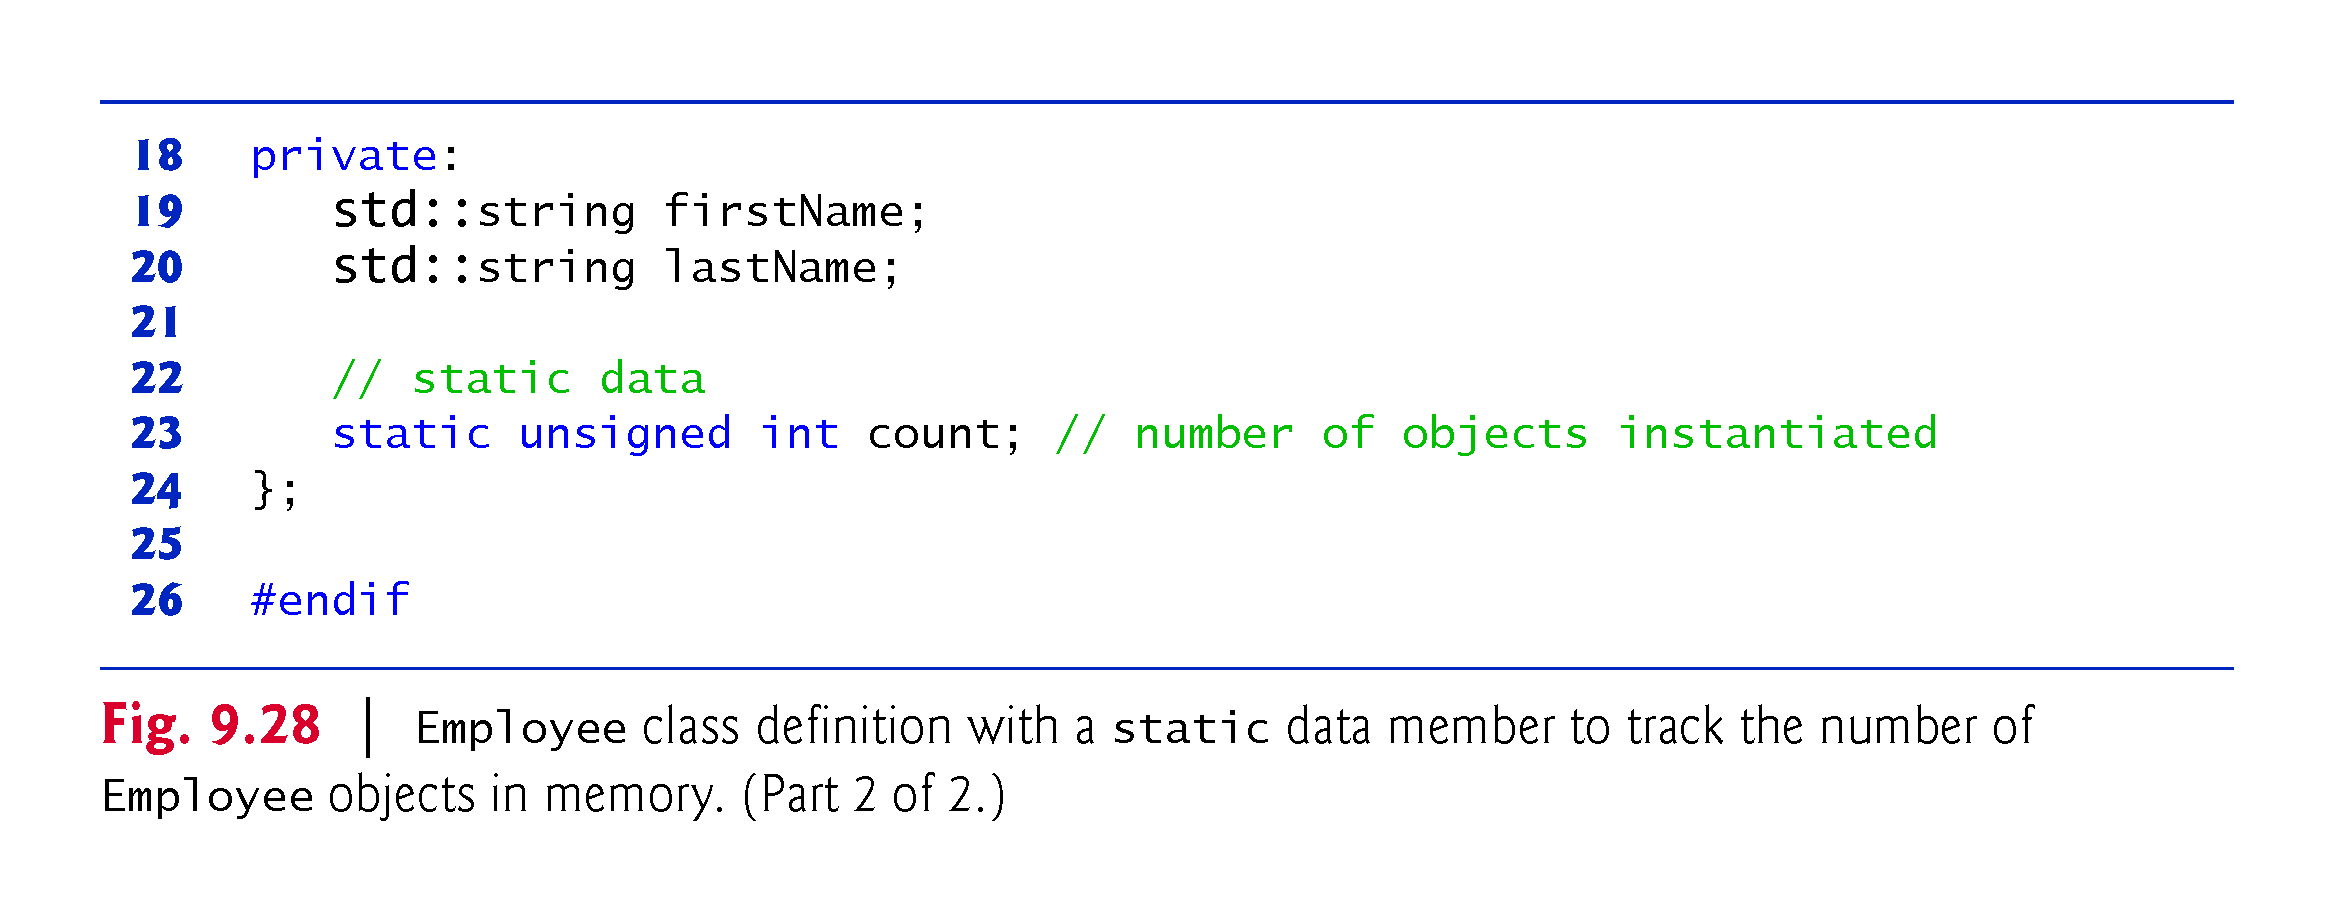 18 private:
19 std::string firstName;
20 std::string lastName;
21
22 // static data
23 static unsigned int count; // number of objects instantiated
24 };
25
26 #endif
Fig. 9.28 | Employee class definition with a static data member to track the number of
Employee objects in memory. (Part 2 of 2.)